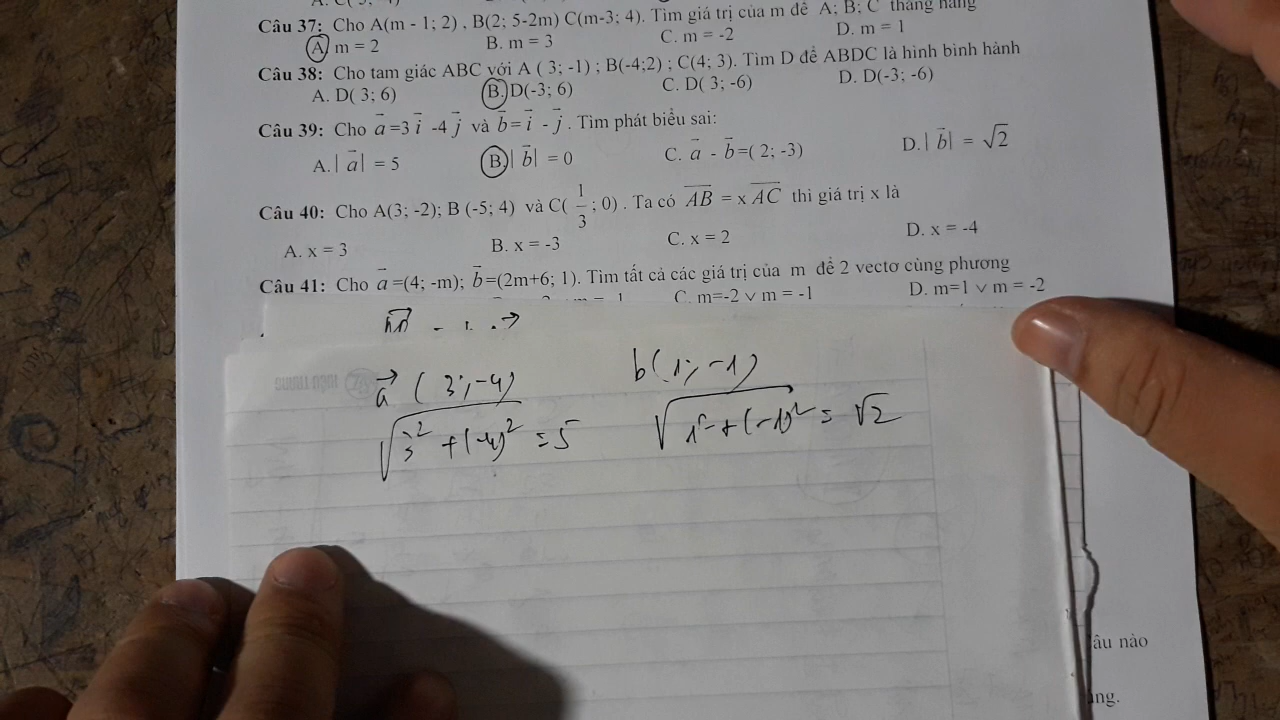 Câu 37: Cho A(m - 1; 2) , B(2; 5-2m) C(m-3; 4). Tìm giá trị của m để A; B; C thẳng hàng
A. m = 2 B. m = 3 C. m = -2 D. m = 1
Câu 38: Cho tam giác ABC với A ( 3; -1) ; B(-4;2) ; C(4; 3). Tìm D để ABDC là hình bình hành
A. D( 3; 6) B. D(-3; 6) C. D( 3; -6) D. D(-3; -6)
Câu 39: Cho a⃗=3 i⃗ -4 j⃗ và b⃗= i⃗ - j⃗ . Tìm phát biểu sai:
A. | a⃗ | = 5 B. | b⃗ | = 0 C. a⃗ - b⃗=( 2; -3) D. | b⃗ | = √2
Câu 40: Cho A(3; -2); B (-5; 4) và C( 1/3 ; 0) . Ta có AB = x AC thì giá trị x là
A. x = 3 B. x = -3 C. x = 2 D. x = -4
Câu 41: Cho a⃗ =(4; -m); b⃗=(2m+6; 1). Tìm tất cả các giá trị của m để 2 vectơ cùng phương
C. m=-2 ∨ m = -1 D. m=1 ∨ m = -2
a⃗ ( 3; -4) b(1; -1)
√3² + (-4)² = 5 √1² + (-1)² = √2
âu nào